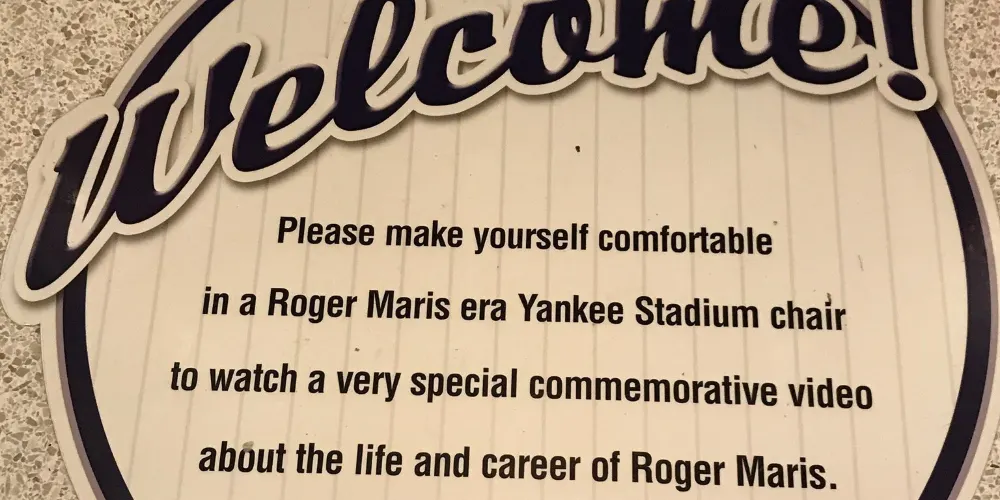 Welcome!
Please make yourself comfortable
in a Roger Maris era Yankee Stadium chair
to watch a very special commemorative video
about the life and career of Roger Maris.